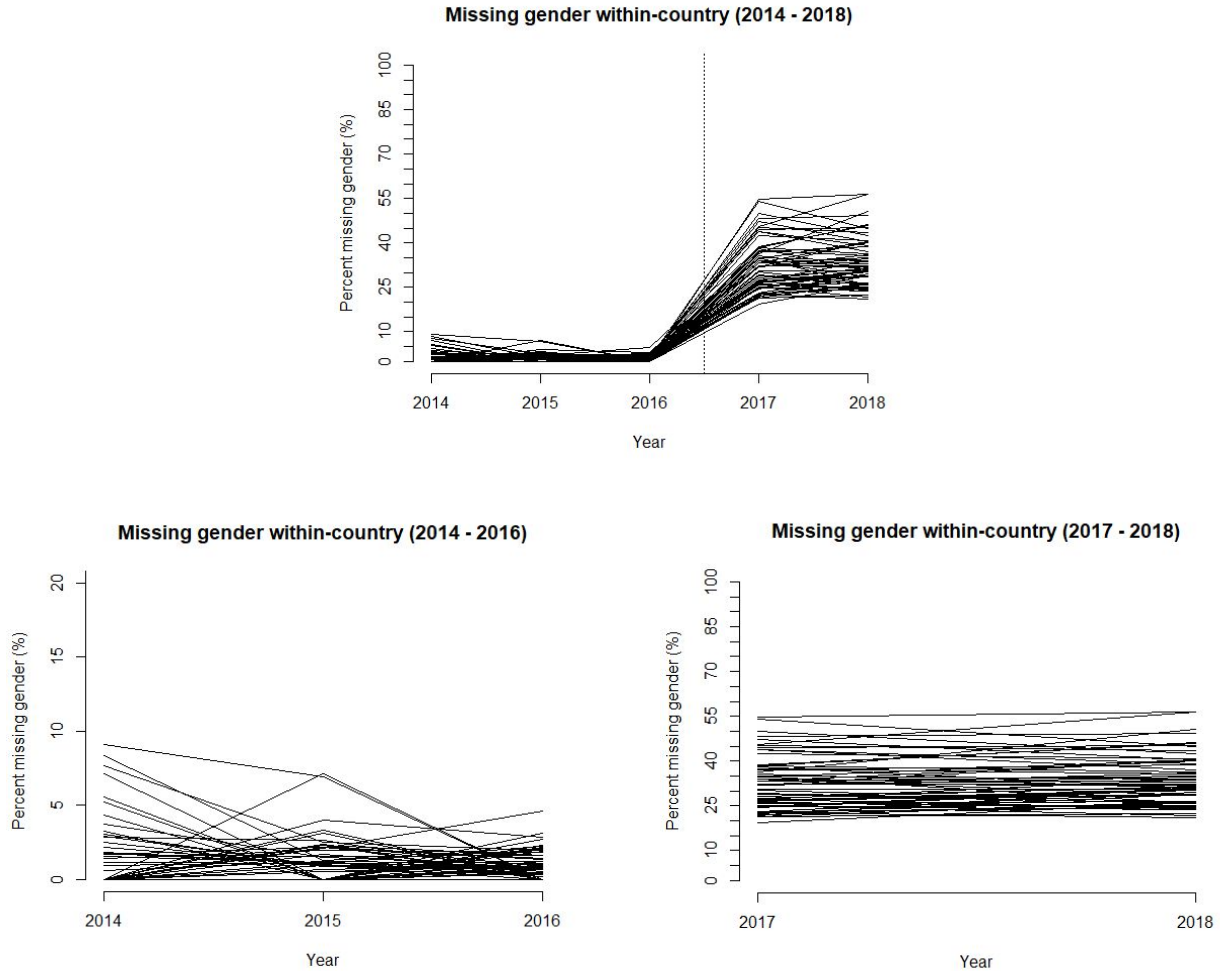 Missing gender within-country (2014 - 2018)
Percent missing gender (%)
100
85
70
55
40
25
10
0
2014 2015 2016 2017 2018
Year
Missing gender within-country (2014 - 2016)
Percent missing gender (%)
20
15
10
5
0
2014 2015 2016
Year
Missing gender within-country (2017 - 2018)
Percent missing gender (%)
100
85
70
55
40
25
10
0
2017 2018
Year